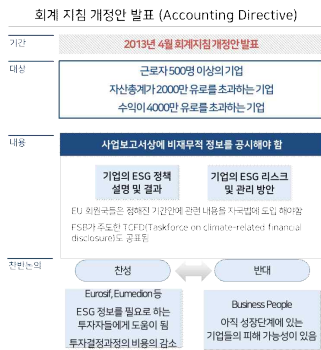 회계 지침 개정안 발표 (Accounting Directive)
기간
2013년 4월 회계지침 개정안 발표
대상
근로자 500명 이상의 기업
자산총계가 2000만 유로를 초과하는 기업
수익이 4000만 유로를 초과하는 기업
내용
사업보고서상에 비재무적 정보를 공시해야 함
기업의 ESG 정책
설명 및 결과
기업의 ESG 리스크
및 관리 방안
EU 회원국들은 정해진 기간안에 관련 내용을 자국법에 도입 해야함
FSB가 주도한 TCFD(Taskforce on climate-related financial
disclosure)도 공표됨
찬반논의
찬성
반대
Eurosif, Eumedion 등
ESG 정보를 필요로 하는
투자자들에게 도움이 됨
투자결정과정의 비용의 감소
Business People
아직 성장단계에 있는
기업들의 피해 가능성이 있음